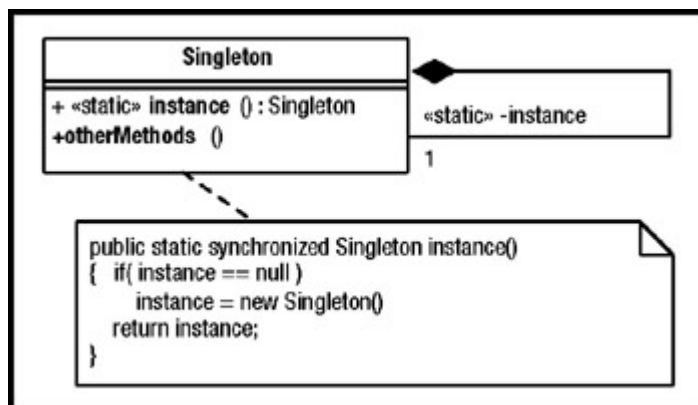 Singleton
+ «static» instance () : Singleton
+otherMethods ()
«static» -instance
1
public static synchronized Singleton instance()
{ if( instance == null )
instance = new Singleton()
return instance;
}